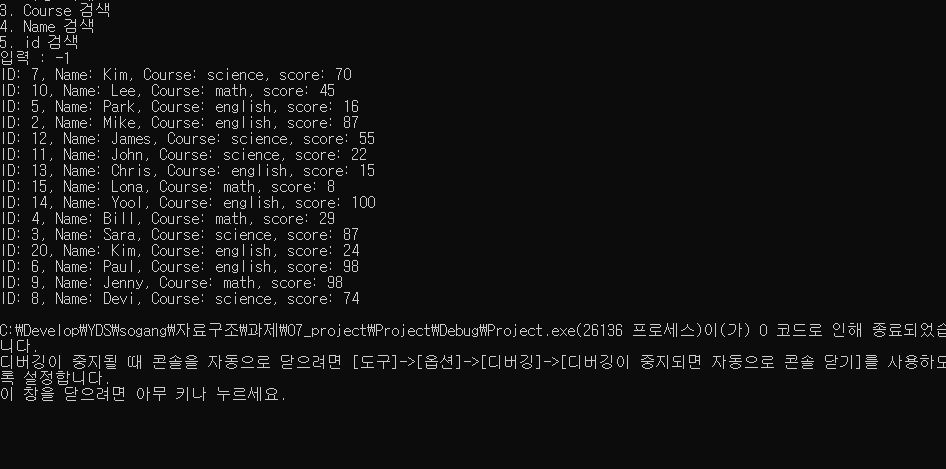 3. Course 검색
4. Name 검색
5. id 검색
입력 : -1
ID: 7, Name: Kim, Course: science, score: 70
ID: 10, Name: Lee, Course: math, score: 45
ID: 5, Name: Park, Course: english, score: 16
ID: 2, Name: Mike, Course: english, score: 87
ID: 12, Name: James, Course: science, score: 55
ID: 11, Name: John, Course: science, score: 22
ID: 13, Name: Chris, Course: english, score: 15
ID: 15, Name: Lona, Course: math, score: 8
ID: 14, Name: Yool, Course: english, score: 100
ID: 4, Name: Bill, Course: math, score: 29
ID: 3, Name: Sara, Course: science, score: 87
ID: 20, Name: Kim, Course: english, score: 24
ID: 6, Name: Paul, Course: english, score: 98
ID: 9, Name: Jenny, Course: math, score: 98
ID: 8, Name: Devi, Course: science, score: 74
C:₩Develop₩YDS₩sogang₩자료구조₩과제₩07_project₩Project₩Debug₩Project.exe(26136 프로세스)이(가) 0 코드로 인해 종료되었습
니다.
디버깅이 중지될 때 콘솔을 자동으로 닫으려면 [도구]->[옵션]->[디버깅]->[디버깅이 중지되면 자동으로 콘솔 닫기]를 사용하도
록 설정합니다.
이 창을 닫으려면 아무 키나 누르세요.